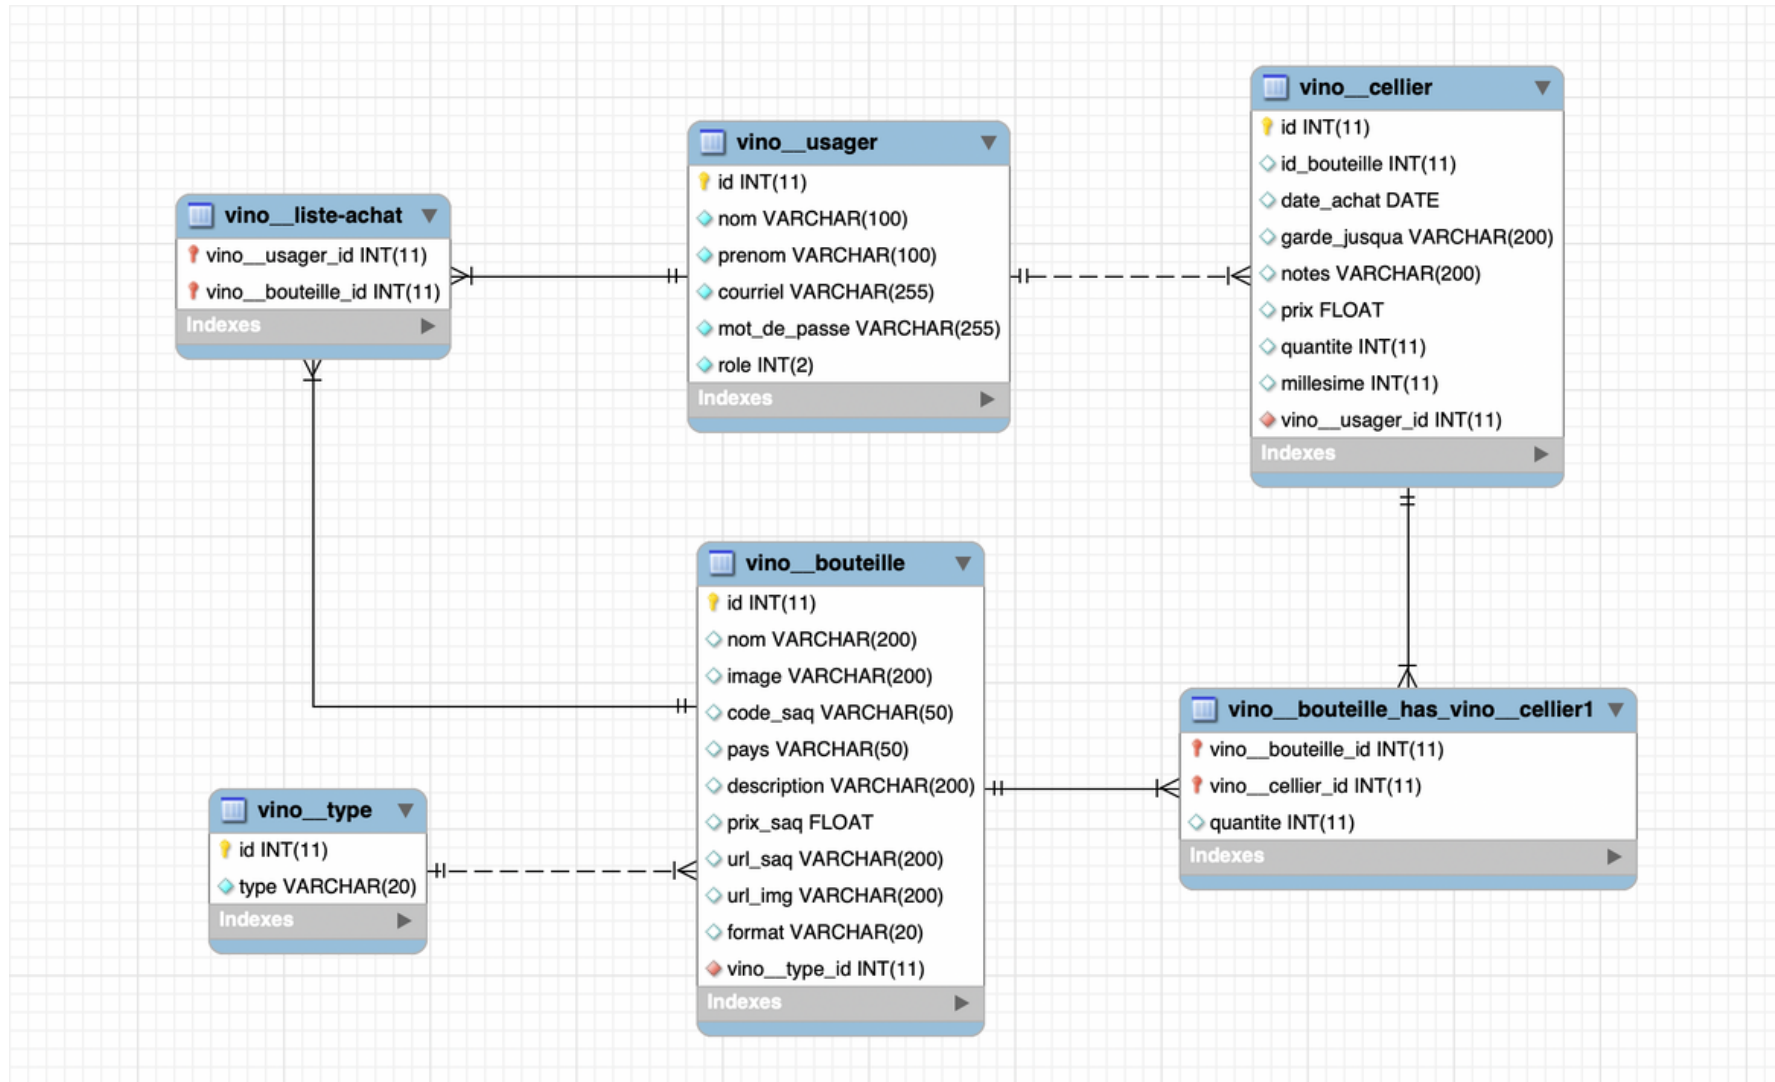 vino__liste-achat
vino__usager_id INT(11)
vino__bouteille_id INT(11)
Indexes
vino__usager
id INT(11)
nom VARCHAR(100)
prenom VARCHAR(100)
courriel VARCHAR(255)
mot_de_passe VARCHAR(255)
role INT(2)
Indexes
vino__cellier
id INT(11)
id_bouteille INT(11)
date_achat DATE
garde_jusqua VARCHAR(200)
notes VARCHAR(200)
prix FLOAT
quantite INT(11)
millesime INT(11)
vino__usager_id INT(11)
Indexes
vino__type
id INT(11)
type VARCHAR(20)
Indexes
vino__bouteille
id INT(11)
nom VARCHAR(200)
image VARCHAR(200)
code_saq VARCHAR(50)
pays VARCHAR(50)
description VARCHAR(200)
prix_saq FLOAT
url_saq VARCHAR(200)
url_img VARCHAR(200)
format VARCHAR(20)
vino__type_id INT(11)
Indexes
vino__bouteille_has_vino__cellier1
vino__bouteille_id INT(11)
vino__cellier_id INT(11)
quantite INT(11)
Indexes